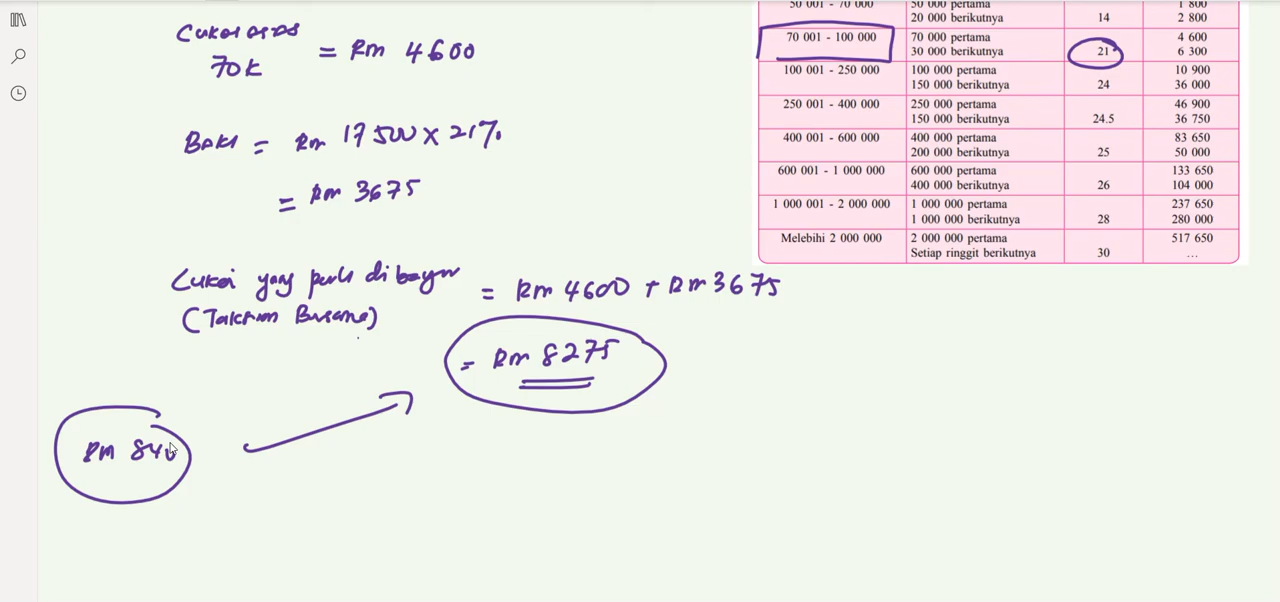 Cukai asas
70k = RM 4600
Baki = RM 17500 x 21%
= RM 3675
Cukai yang perlu dibayar = RM 4600 + RM 3675
(Taksiran Bersama)
= RM 8275
RM 840
50 001 - 70 000 50 000 pertama 1 800
20 000 berikutnya 14 2 800
70 001 - 100 000 70 000 pertama 4 600
30 000 berikutnya 21 6 300
100 001 - 250 000 100 000 pertama 10 900
150 000 berikutnya 24 36 000
250 001 - 400 000 250 000 pertama 46 900
150 000 berikutnya 24.5 36 750
400 001 - 600 000 400 000 pertama 83 650
200 000 berikutnya 25 50 000
600 001 - 1 000 000 600 000 pertama 133 650
400 000 berikutnya 26 104 000
1 000 001 - 2 000 000 1 000 000 pertama 237 650
1 000 000 berikutnya 28 280 000
Melebihi 2 000 000 2 000 000 pertama 517 650
Setiap ringgit berikutnya 30 ...